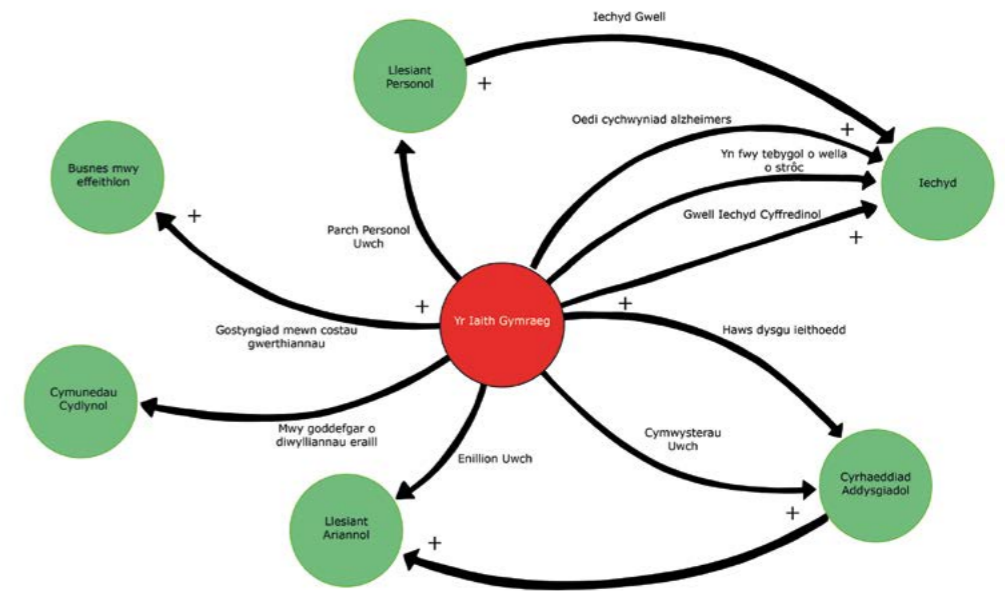 Iechyd Gwell
Llesiant
Personol
+
Oedi cychwyniad alzheimers
+
Busnes mwy
effeithlon
Yn fwy tebygol o wella
o strôc
Iechyd
+
Gwell Iechyd Cyffredinol
Parch Personol
Uwch
+
+
+
Yr Iaith Gymraeg
Gostyngiad mewn costau
gwerthiannau
Haws dysgu ieithoedd
Cymunedau
Cydlynol
Mwy goddefgar o
diwylliannau eraill
Cymwysterau
Uwch
Enillion Uwch
Cyrhaeddiad
Addysgiadol
+
Llesiant
Ariannol
+